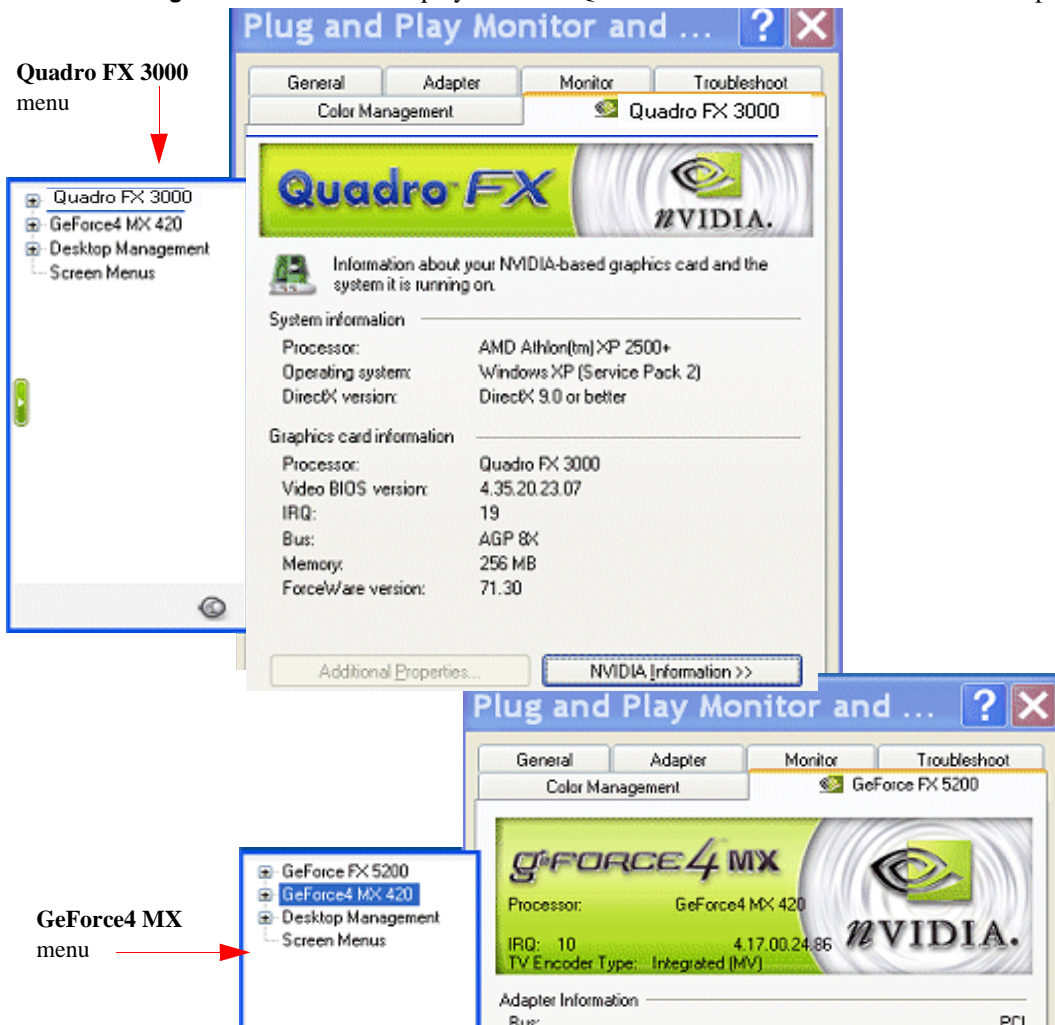 Plug and Play Monitor and ...
Quadro FX 3000
menu
General Adapter Monitor Troubleshoot
Color Management Quadro FX 3000
Quadro FX
nVIDIA.
Quadro FX 3000
GeForce4 MX 420
Desktop Management
Screen Menus
Information about your NVIDIA-based graphics card and the
system it is running on.
System information
Processor: AMD Athlon(tm) XP 2500+
Operating system: Windows XP (Service Pack 2)
DirectX version: DirectX 9.0 or better
Graphics card information
Processor: Quadro FX 3000
Video BIOS version: 4.35.20.23.07
IRQ: 19
Bus: AGP 8X
Memory: 256 MB
ForceWare version: 71.30
Additional Properties... NVIDIA Information >>
Plug and Play Monitor and ...
General Adapter Monitor Troubleshoot
Color Management GeForce FX 5200
GeForce4 MX
nVIDIA.
Processor: GeForce4 MX 420
IRQ: 10 4.17.00.24.86
TV Encoder Type: Integrated (MV)
Adapter Information
Bus: PCI
GeForce4 MX
menu
GeForce FX 5200
GeForce4 MX 420
Desktop Management
Screen Menus